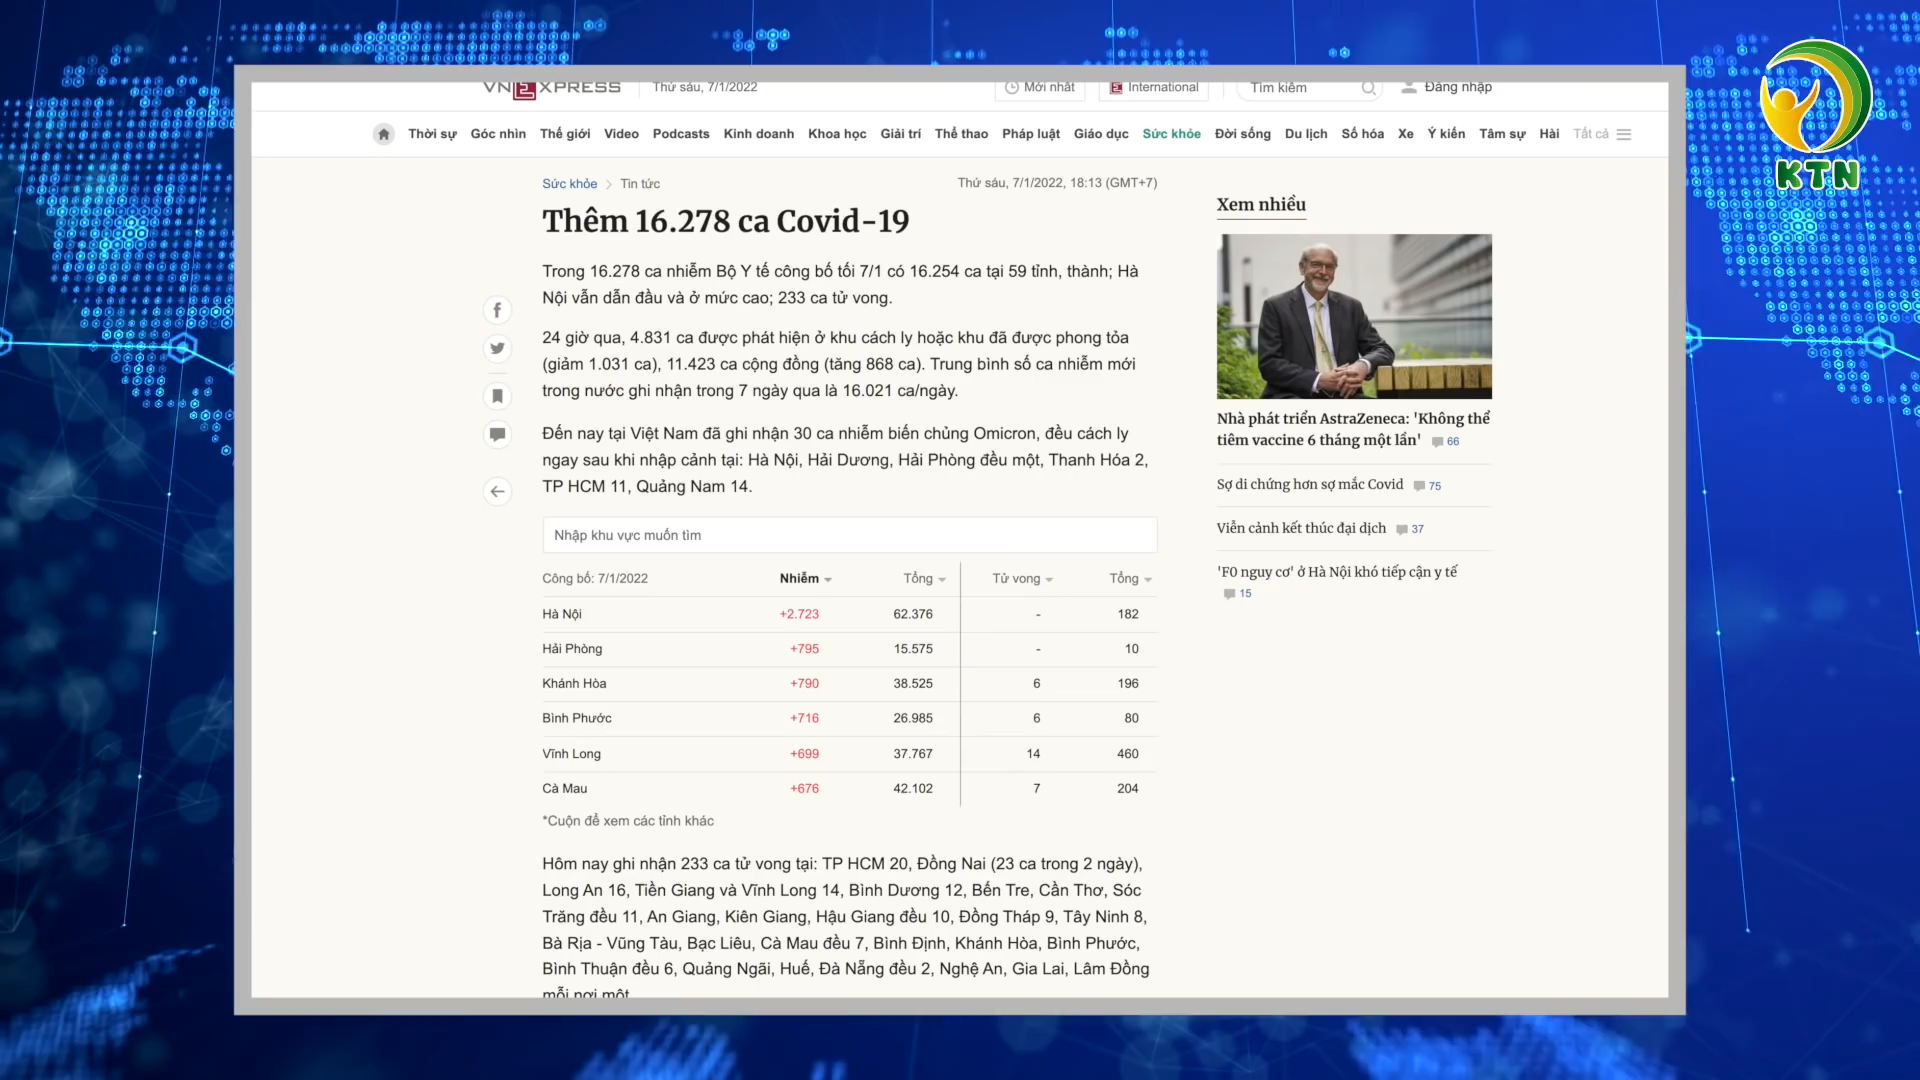 VNEXPRESS
Thứ sáu, 7/1/2022
Mới nhất
International
Tìm kiếm
Đăng nhập
KTN
Thời sự Góc nhìn Thế giới Video Podcasts Kinh doanh Khoa học Giải trí Thể thao Pháp luật Giáo dục Sức khỏe Đời sống Du lịch Số hóa Xe Ý kiến Tâm sự Hài Tất cả
Sức khỏe > Tin tức
Thứ sáu, 7/1/2022, 18:13 (GMT+7)
Thêm 16.278 ca Covid-19
Trong 16.278 ca nhiễm Bộ Y tế công bố tối 7/1 có 16.254 ca tại 59 tỉnh, thành; Hà
Nội vẫn dẫn đầu và ở mức cao; 233 ca tử vong.
24 giờ qua, 4.831 ca được phát hiện ở khu cách ly hoặc khu đã được phong tỏa
(giảm 1.031 ca), 11.423 ca cộng đồng (tăng 868 ca). Trung bình số ca nhiễm mới
trong nước ghi nhận trong 7 ngày qua là 16.021 ca/ngày.
Đến nay tại Việt Nam đã ghi nhận 30 ca nhiễm biến chủng Omicron, đều cách ly
ngay sau khi nhập cảnh tại: Hà Nội, Hải Dương, Hải Phòng đều một, Thanh Hóa 2,
TP HCM 11, Quảng Nam 14.
Nhập khu vực muốn tìm
Công bố: 7/1/2022 Nhiễm Tổng Tử vong Tổng
Hà Nội +2.723 62.376 - 182
Hải Phòng +795 15.575 - 10
Khánh Hòa +790 38.525 6 196
Bình Phước +716 26.985 6 80
Vĩnh Long +699 37.767 14 460
Cà Mau +676 42.102 7 204
*Cuộn để xem các tỉnh khác
Hôm nay ghi nhận 233 ca tử vong tại: TP HCM 20, Đồng Nai (23 ca trong 2 ngày),
Long An 16, Tiền Giang và Vĩnh Long 14, Bình Dương 12, Bến Tre, Cần Thơ, Sóc
Trăng đều 11, An Giang, Kiên Giang, Hậu Giang đều 10, Đồng Tháp 9, Tây Ninh 8,
Bà Rịa - Vũng Tàu, Bạc Liêu, Cà Mau đều 7, Bình Định, Khánh Hòa, Bình Phước,
Bình Thuận đều 6, Quảng Ngãi, Huế, Đà Nẵng đều 2, Nghệ An, Gia Lai, Lâm Đồng
mỗi nơi một
Xem nhiều
Nhà phát triển AstraZeneca: 'Không thể
tiêm vaccine 6 tháng một lần' 66
Sợ di chứng hơn sợ mắc Covid 75
Viễn cảnh kết thúc đại dịch 37
'F0 nguy cơ' ở Hà Nội khó tiếp cận y tế
15